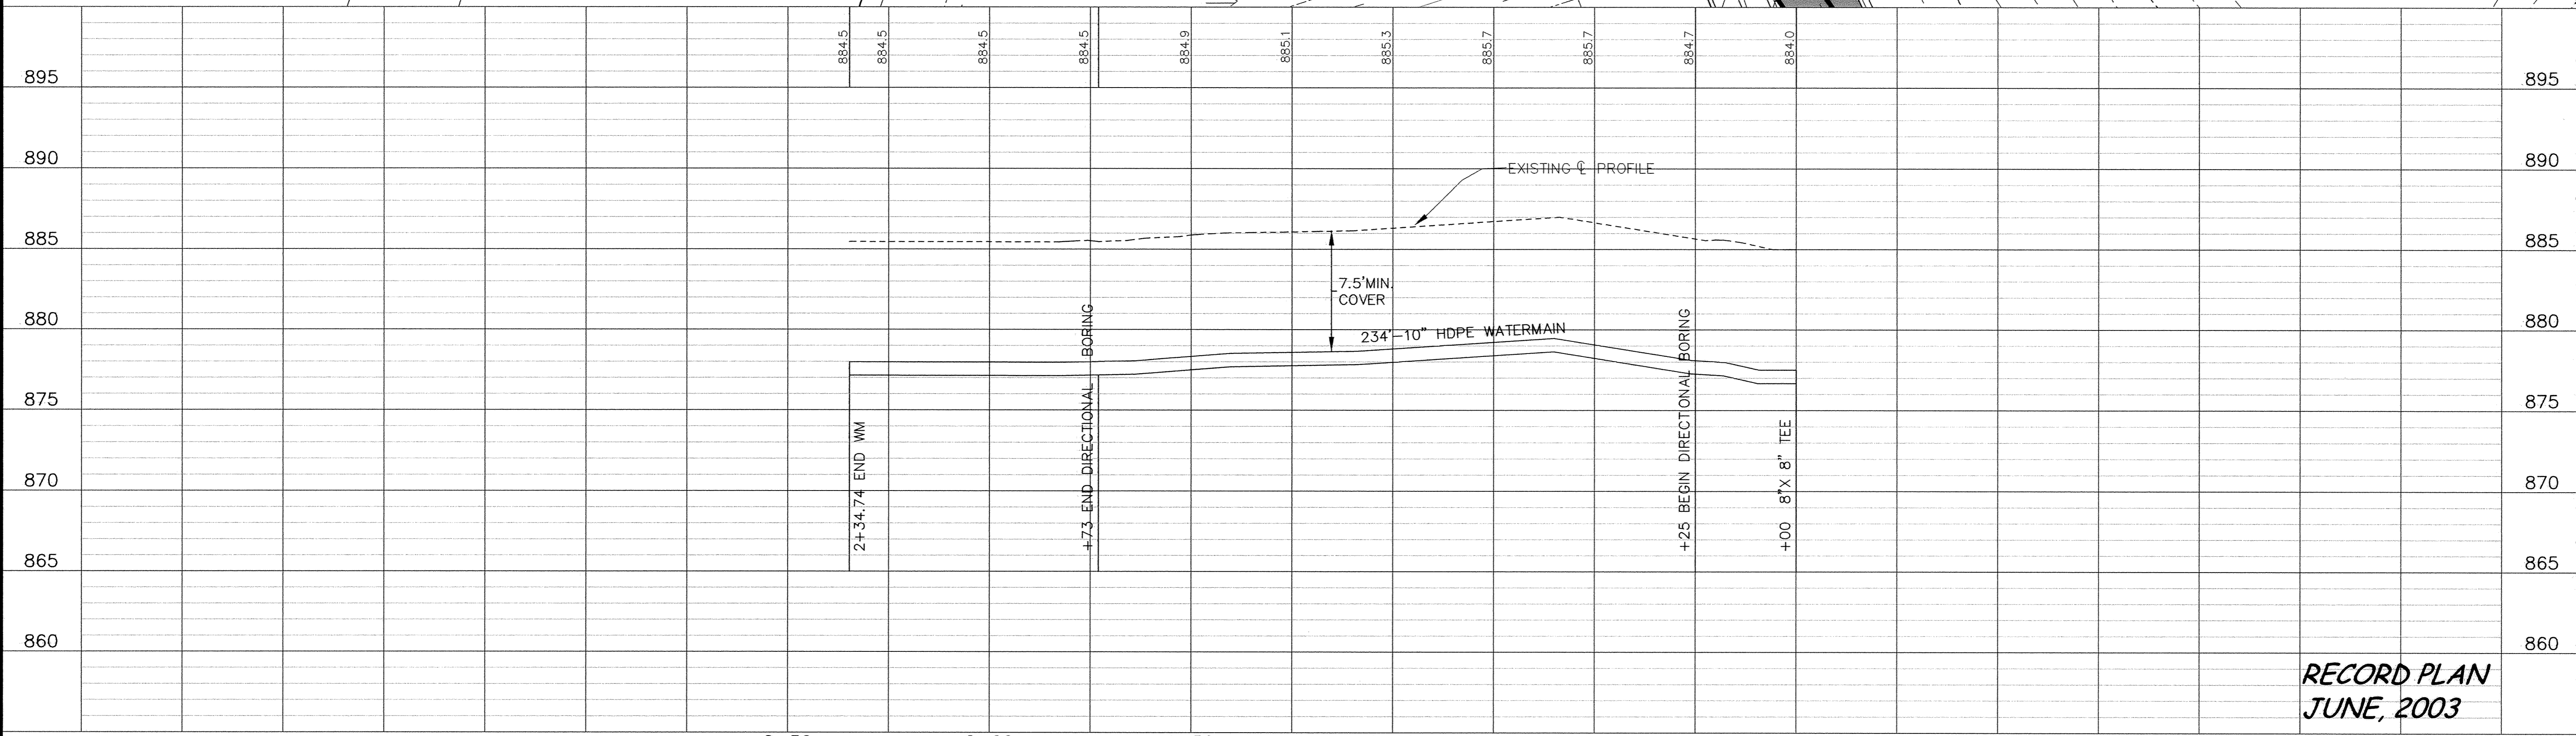 884.5
884.5
884.5
884.5
884.9
885.1
885.3
885.7
885.7
884.7
884.0
895
895
890
890
EXISTING ℄ PROFILE
885
885
7.5'MIN.
COVER
880
880
234'–10" HDPE WATERMAIN
875
875
2+34.74 END WM
+73 END DIRECTIONAL BORING
+25 BEGIN DIRECTIONAL BORING
+00 8"X 8" TEE
870
870
865
865
860
860
RECORD PLAN
JUNE, 2003